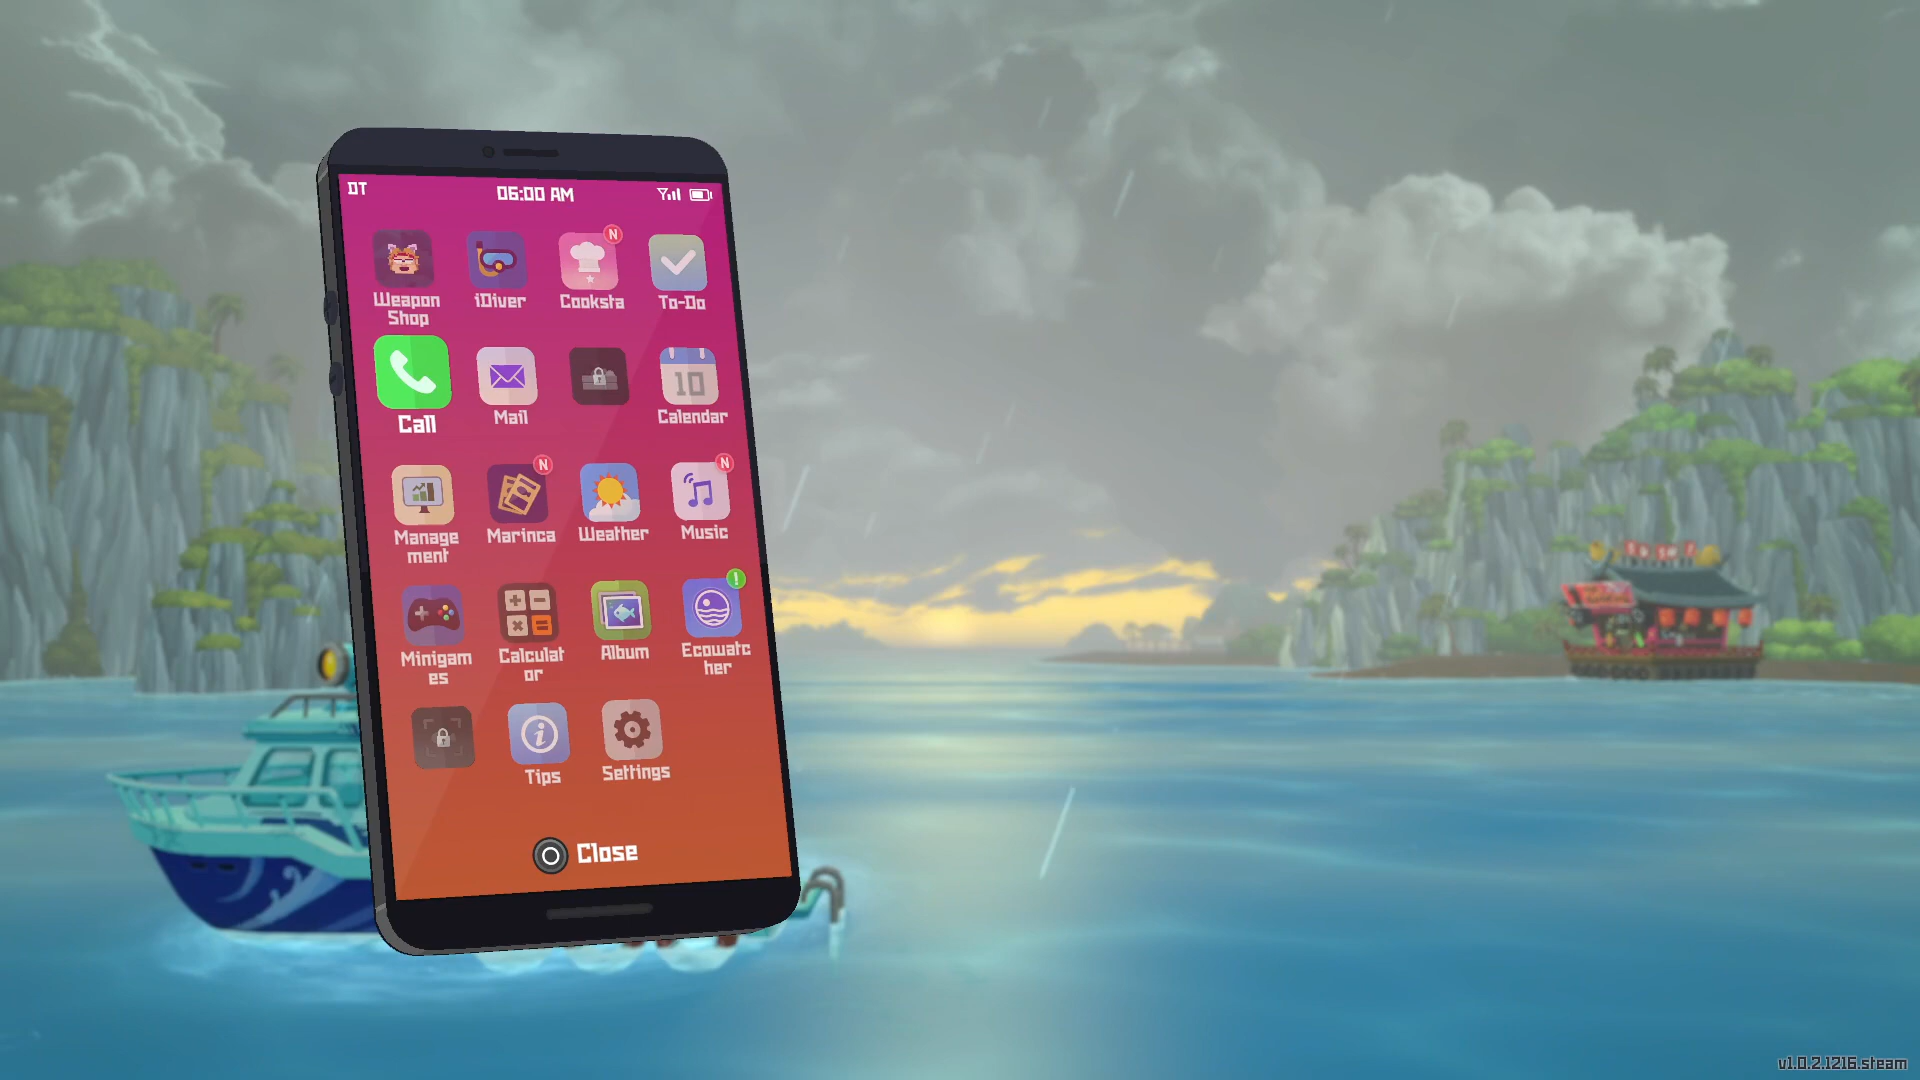 DT
06:00 AM
N
Weapon
Shop
iDiver
Cooksta
To-Do
Call
Mail
10
Calendar
N
N
Manage
ment
Marinca
Weather
Music
!
Minigam
es
Calculat
or
Album
Ecowatc
her
Tips
Settings
Close
v1.0.2.1216.steam